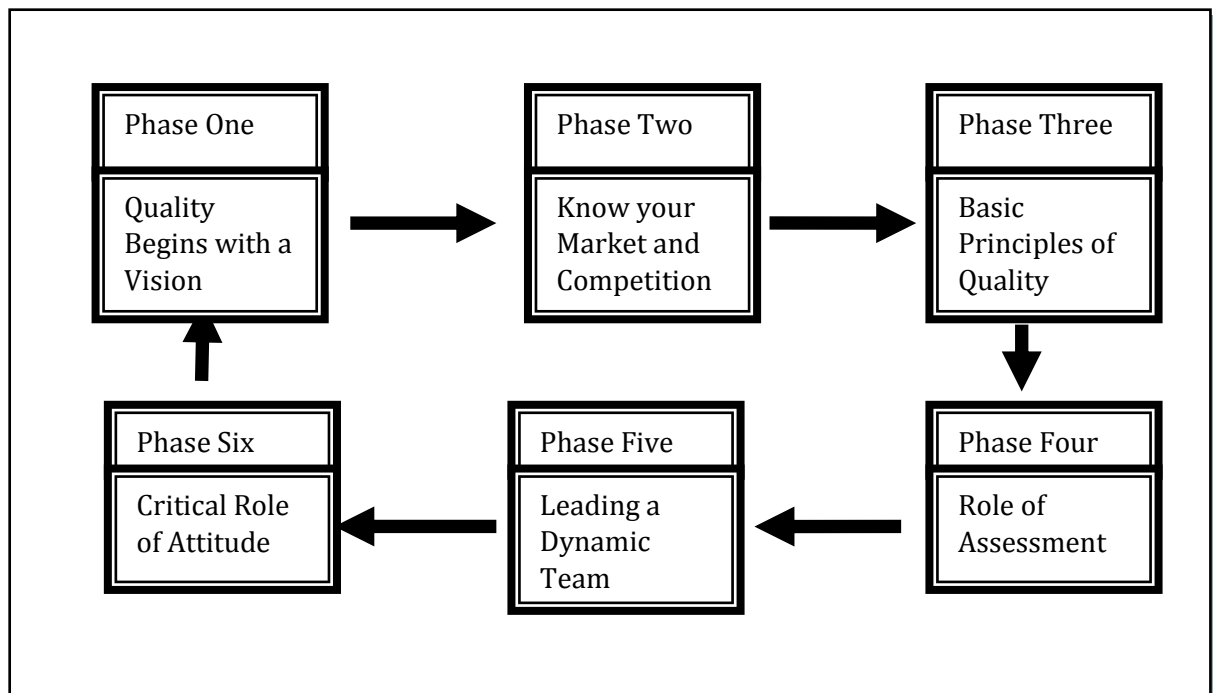 Phase One
Quality
Begins with a
Vision
Phase Two
Know your
Market and
Competition
Phase Three
Basic
Principles of
Quality
Phase Four
Role of
Assessment
Phase Five
Leading a
Dynamic
Team
Phase Six
Critical Role
of Attitude